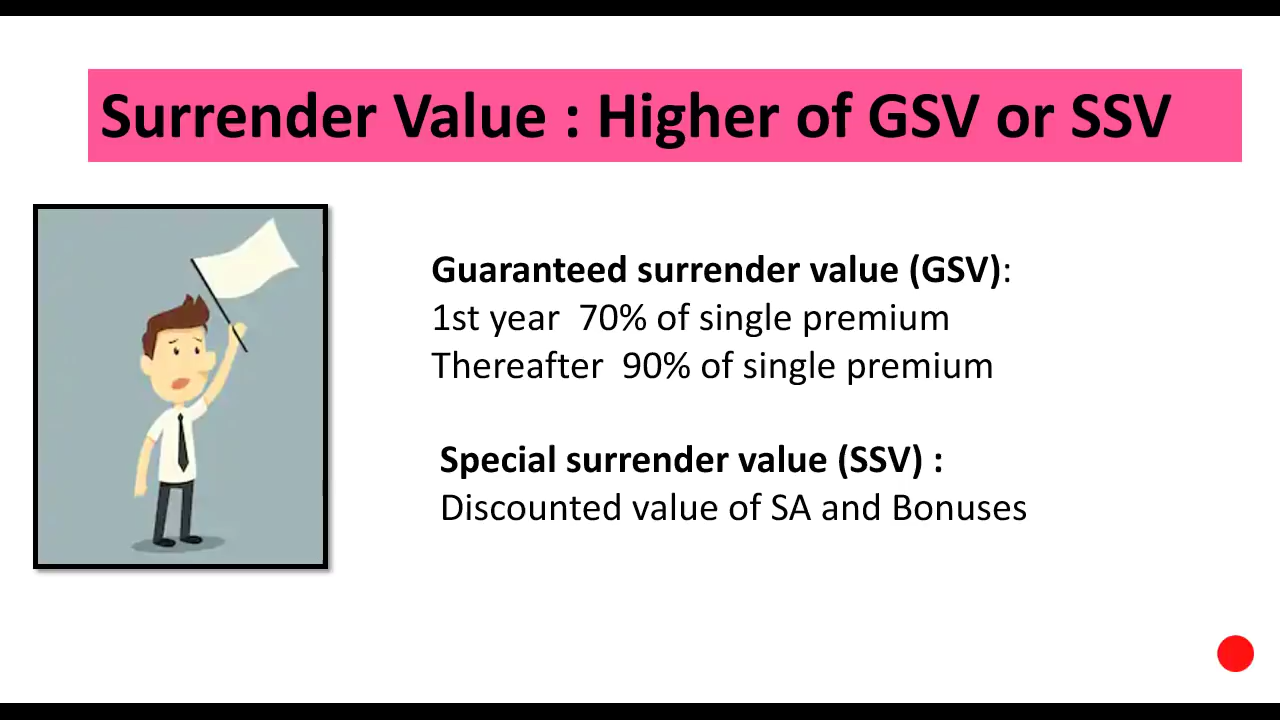 Surrender Value : Higher of GSV or SSV
Guaranteed surrender value (GSV):
1st year  70% of single premium
Thereafter  90% of single premium
Special surrender value (SSV) :
Discounted value of SA and Bonuses